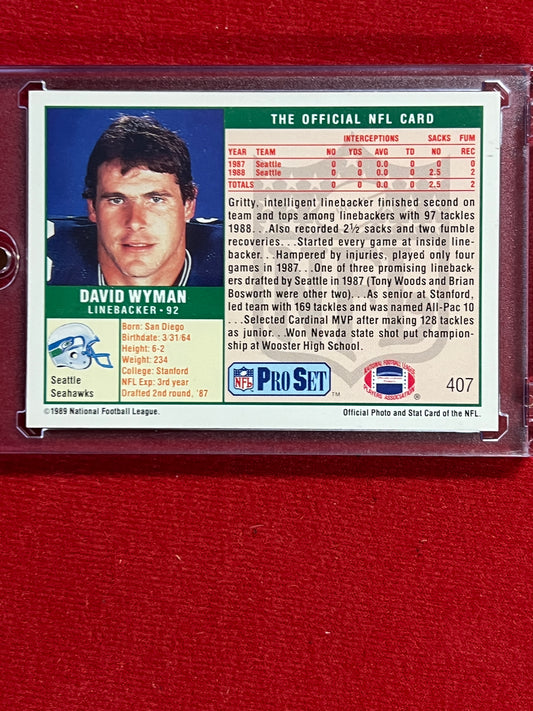 THE OFFICIAL NFL CARD
INTERCEPTIONS SACKS FUM
YEAR TEAM NO YDS AVG TD NO REC
1987 Seattle 0 0 0.0 0 0 0
1988 Seattle 0 0 0.0 0 2.5 2
TOTALS 0 0 0.0 0 2.5 2
Gritty, intelligent linebacker finished second on
team and tops among linebackers with 97 tackles
1988...Also recorded 2½ sacks and two fumble
recoveries...Started every game at inside line-
backer...Hampered by injuries, played only four
games in 1987...One of three promising lineback-
ers drafted by Seattle in 1987 (Tony Woods and Brian
Bosworth were other two)...As senior at Stanford,
led team with 169 tackles and was named All-Pac 10
...Selected Cardinal MVP after making 128 tackles
as junior...Won Nevada state shot put champion-
ship at Wooster High School.
DAVID WYMAN
LINEBACKER • 92
Seattle
Seahawks
Born: San Diego
Birthdate: 3/31/64
Height: 6-2
Weight: 234
College: Stanford
NFL Exp: 3rd year
Drafted 2nd round, '87
NFL PRO SET TM
NATIONAL FOOTBALL LEAGUE
PLAYERS ASSOCIATION ®
407
©1989 National Football League.
Official Photo and Stat Card of the NFL.